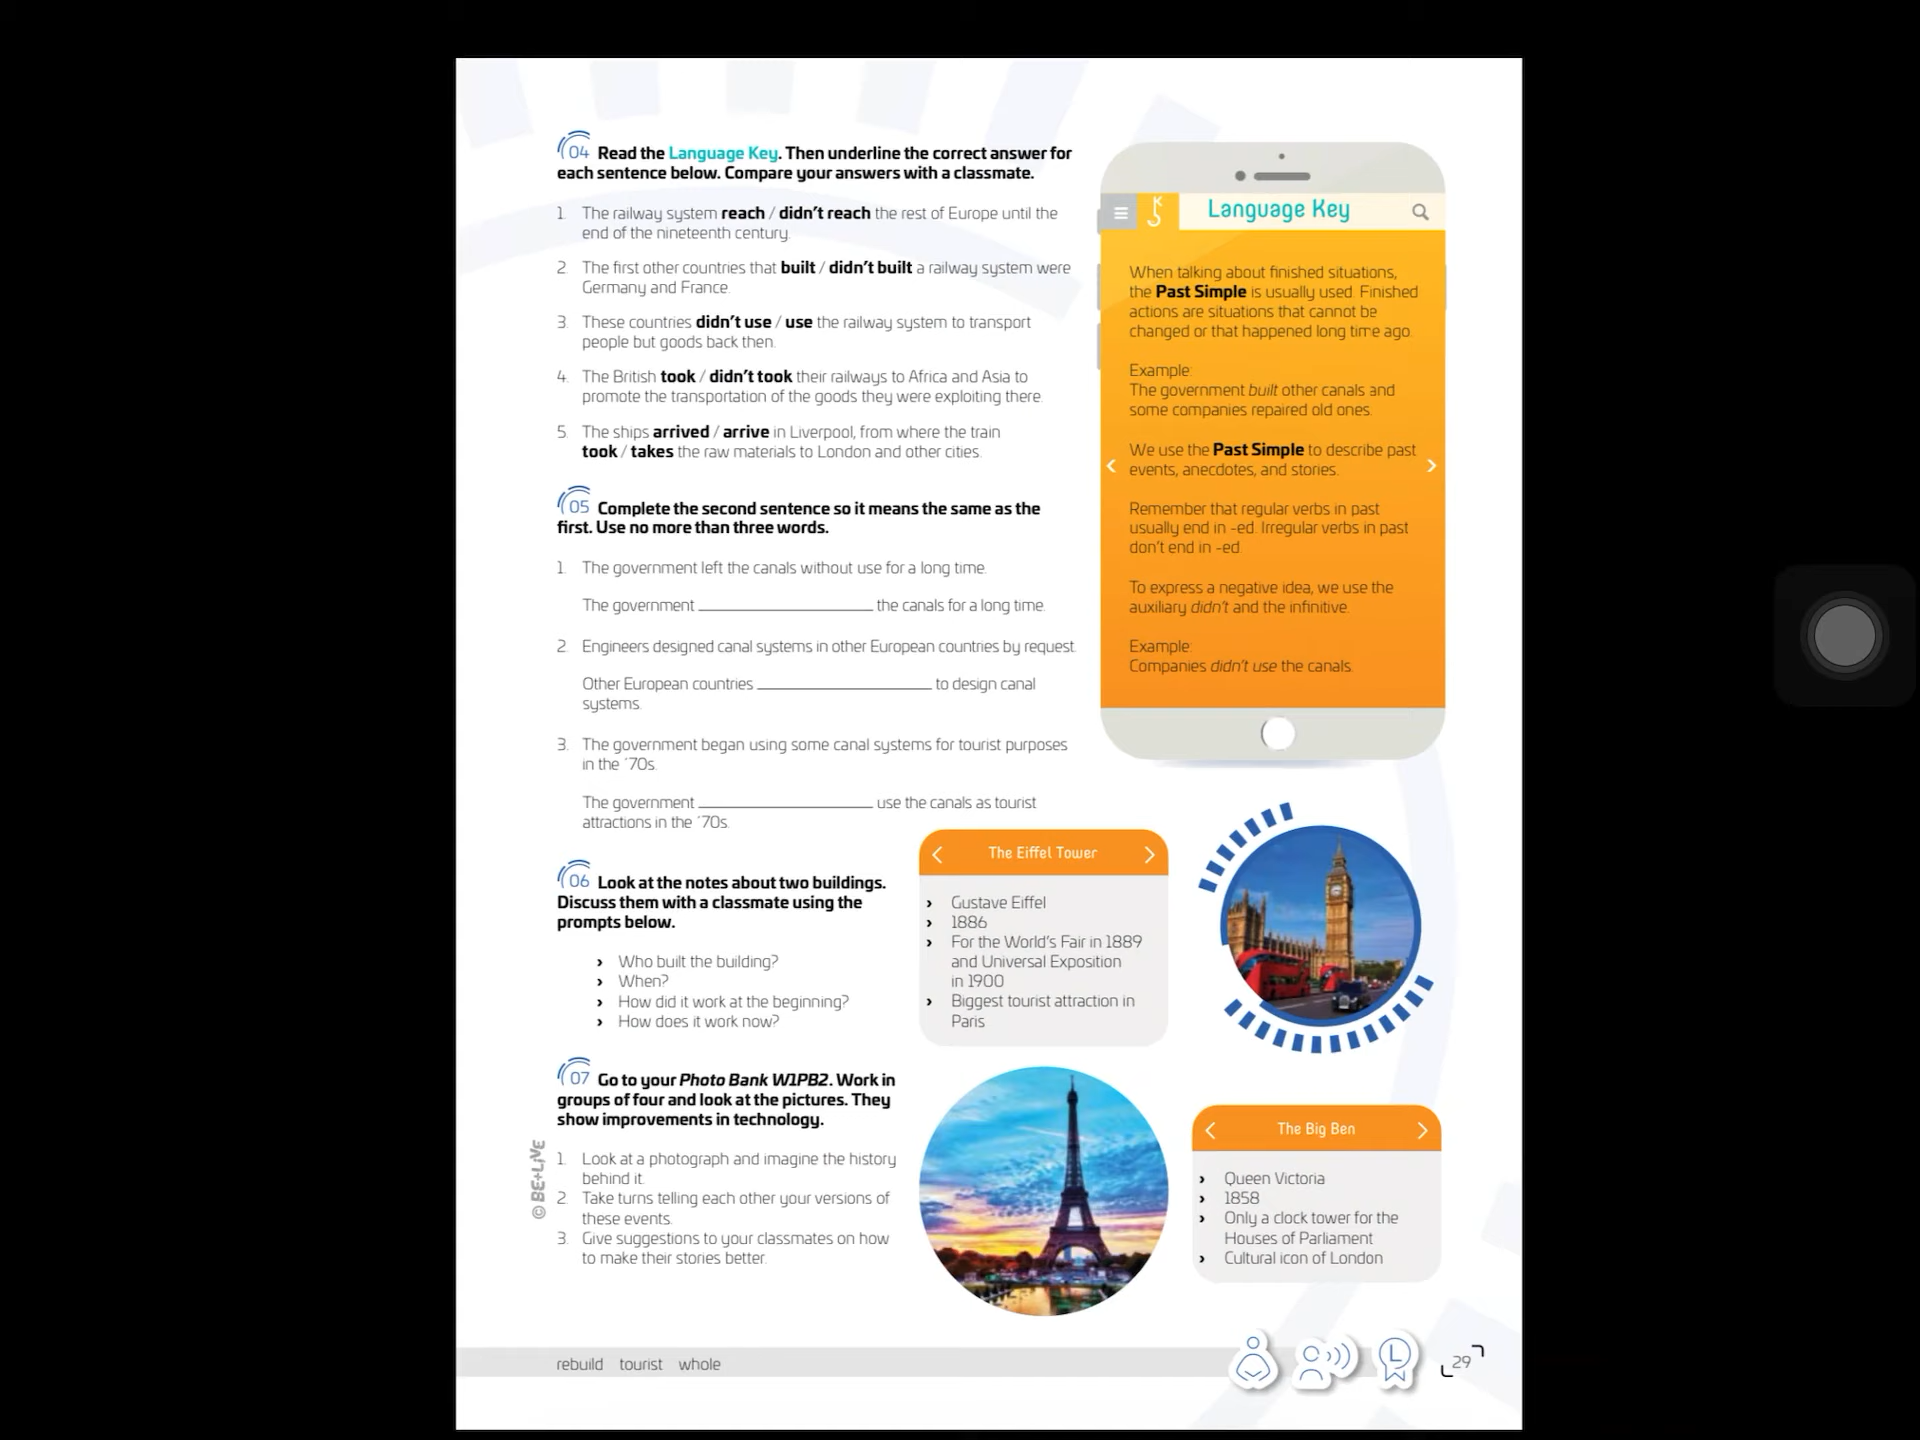 04 Read the Language Key. Then underline the correct answer for
each sentence below. Compare your answers with a classmate.
1. The railway system reach / didn't reach the rest of Europe until the
end of the nineteenth century.
2. The first other countries that built / didn't built a railway system were
Germany and France.
3. These countries didn't use / use the railway system to transport
people but goods back then.
4. The British took / didn't took their railways to Africa and Asia to
promote the transportation of the goods they were exploiting there.
5. The ships arrived / arrive in Liverpool, from where the train
took / takes the raw materials to London and other cities.
05 Complete the second sentence so it means the same as the
first. Use no more than three words.
1. The government left the canals without use for a long time.
The government ____________ the canals for a long time.
2. Engineers designed canal systems in other European countries by request.
Other European countries ____________ to design canal
systems.
3. The government began using some canal systems for tourist purposes
in the ´70s.
The government ____________ use the canals as tourist
attractions in the ´70s.
06 Look at the notes about two buildings.
Discuss them with a classmate using the
prompts below.
› Who built the building?
› When?
› How did it work at the beginning?
› How does it work now?
07 Go to your Photo Bank W1PB2. Work in
groups of four and look at the pictures. They
show improvements in technology.
1. Look at a photograph and imagine the history
behind it.
2. Take turns telling each other your versions of
these events.
3. Give suggestions to your classmates on how
to make their stories better.
Language Key
When talking about finished situations,
the Past Simple is usually used. Finished
actions are situations that cannot be
changed or that happened long time ago.
Example:
The government built other canals and
some companies repaired old ones.
We use the Past Simple to describe past
events, anecdotes, and stories.
Remember that regular verbs in past
usually end in -ed. Irregular verbs in past
don't end in -ed.
To express a negative idea, we use the
auxiliary didn't and the infinitive.
Example:
Companies didn't use the canals.
The Eiffel Tower
› Gustave Eiffel
› 1886
› For the World's Fair in 1889
and Universal Exposition
in 1900
› Biggest tourist attraction in
Paris
The Big Ben
› Queen Victoria
› 1858
› Only a clock tower for the
Houses of Parliament
› Cultural icon of London
© BE+LIVE
rebuild tourist whole
L
29